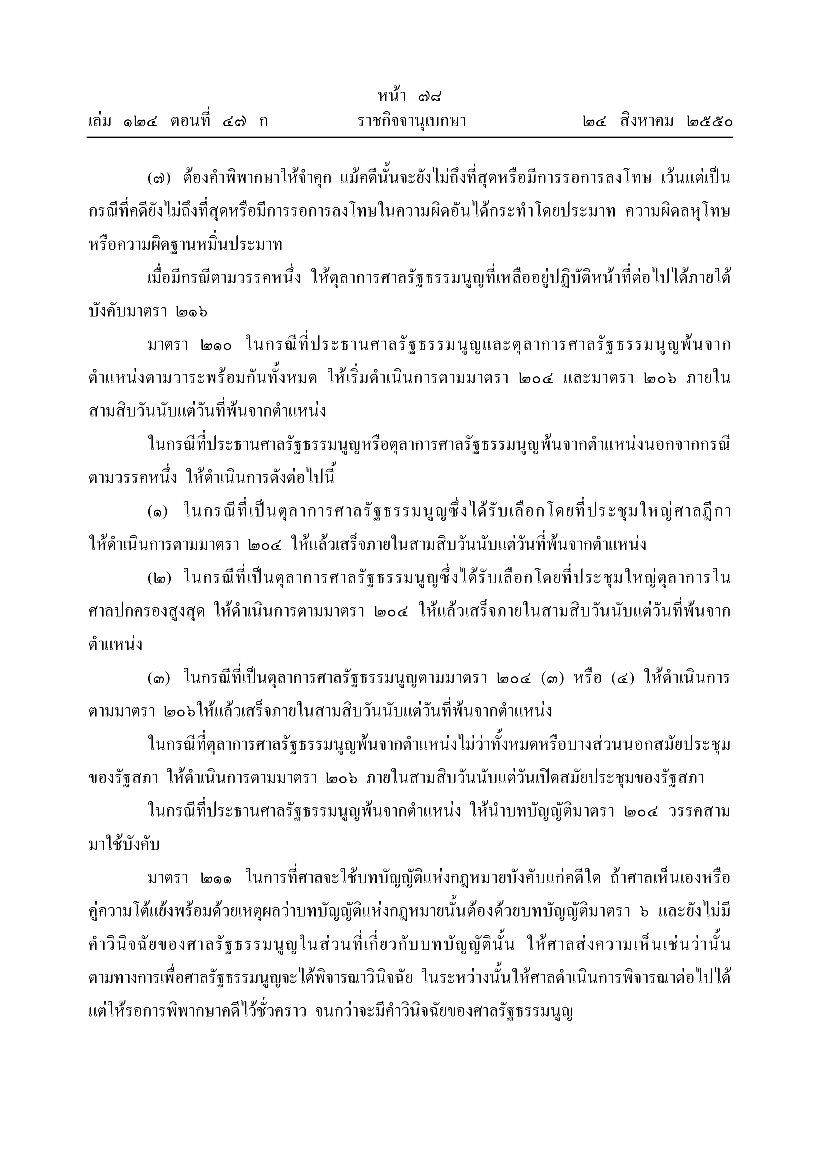 หน้า ๗๘
เล่ม ๑๒๔ ตอนที่ ๔๗ ก ราชกิจจานุเบกษา ๒๔ สิงหาคม ๒๕๕๐
(๗) ต้องคำพิพากษาให้จำคุก แม้คดีนั้นจะยังไม่ถึงที่สุดหรือมีการรอการลงโทษ เว้นแต่เป็น
กรณีที่คดียังไม่ถึงที่สุดหรือมีการรอการลงโทษในความผิดอันได้กระทำโดยประมาท ความผิดลหุโทษ
หรือความผิดฐานหมิ่นประมาท
เมื่อมีกรณีตามวรรคหนึ่ง ให้ตุลาการศาลรัฐธรรมนูญที่เหลืออยู่ปฏิบัติหน้าที่ต่อไปได้ภายใต้
บังคับมาตรา ๒๑๖
มาตรา ๒๑๐ ในกรณีที่ประธานศาลรัฐธรรมนูญและตุลาการศาลรัฐธรรมนูญพ้นจาก
ตำแหน่งตามวาระพร้อมกันทั้งหมด ให้เริ่มดำเนินการตามมาตรา ๒๐๔ และมาตรา ๒๐๖ ภายใน
สามสิบวันนับแต่วันที่พ้นจากตำแหน่ง
ในกรณีที่ประธานศาลรัฐธรรมนูญหรือตุลาการศาลรัฐธรรมนูญพ้นจากตำแหน่งนอกจากกรณี
ตามวรรคหนึ่ง ให้ดำเนินการดังต่อไปนี้
(๑) ในกรณีที่เป็นตุลาการศาลรัฐธรรมนูญซึ่งได้รับเลือกโดยที่ประชุมใหญ่ศาลฎีกา
ให้ดำเนินการตามมาตรา ๒๐๔ ให้แล้วเสร็จภายในสามสิบวันนับแต่วันที่พ้นจากตำแหน่ง
(๒) ในกรณีที่เป็นตุลาการศาลรัฐธรรมนูญซึ่งได้รับเลือกโดยที่ประชุมใหญ่ตุลาการใน
ศาลปกครองสูงสุด ให้ดำเนินการตามมาตรา ๒๐๔ ให้แล้วเสร็จภายในสามสิบวันนับแต่วันที่พ้นจาก
ตำแหน่ง
(๓) ในกรณีที่เป็นตุลาการศาลรัฐธรรมนูญตามมาตรา ๒๐๔ (๓) หรือ (๔) ให้ดำเนินการ
ตามมาตรา ๒๐๖ให้แล้วเสร็จภายในสามสิบวันนับแต่วันที่พ้นจากตำแหน่ง
ในกรณีที่ตุลาการศาลรัฐธรรมนูญพ้นจากตำแหน่งไม่ว่าทั้งหมดหรือบางส่วนนอกสมัยประชุม
ของรัฐสภา ให้ดำเนินการตามมาตรา ๒๐๖ ภายในสามสิบวันนับแต่วันเปิดสมัยประชุมของรัฐสภา
ในกรณีที่ประธานศาลรัฐธรรมนูญพ้นจากตำแหน่ง ให้นำบทบัญญัติมาตรา ๒๐๔ วรรคสาม
มาใช้บังคับ
มาตรา ๒๑๑ ในการที่ศาลจะใช้บทบัญญัติแห่งกฎหมายบังคับแก่คดีใด ถ้าศาลเห็นเองหรือ
คู่ความโต้แย้งพร้อมด้วยเหตุผลว่าบทบัญญัติแห่งกฎหมายนั้นต้องด้วยบทบัญญัติมาตรา ๖ และยังไม่มี
คำวินิจฉัยของศาลรัฐธรรมนูญในส่วนที่เกี่ยวกับบทบัญญัตินั้น ให้ศาลส่งความเห็นเช่นว่านั้น
ตามทางการเพื่อศาลรัฐธรรมนูญจะได้พิจารณาวินิจฉัย ในระหว่างนั้นให้ศาลดำเนินการพิจารณาต่อไปได้
แต่ให้รอการพิพากษาคดีไว้ชั่วคราว จนกว่าจะมีคำวินิจฉัยของศาลรัฐธรรมนูญ